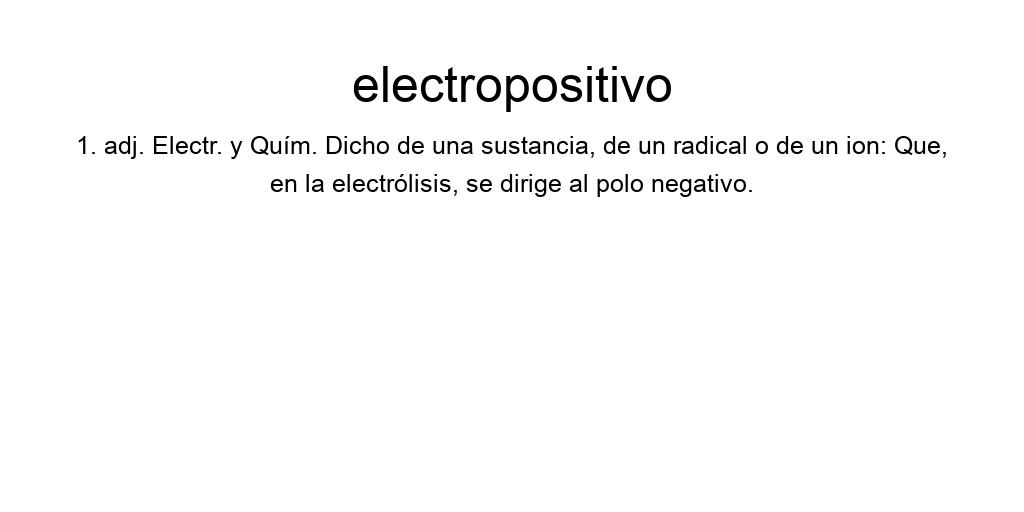 electropositivo
1. adj. Electr. y Quím. Dicho de una sustancia, de un radical o de un ion: Que,
en la electrólisis, se dirige al polo negativo.